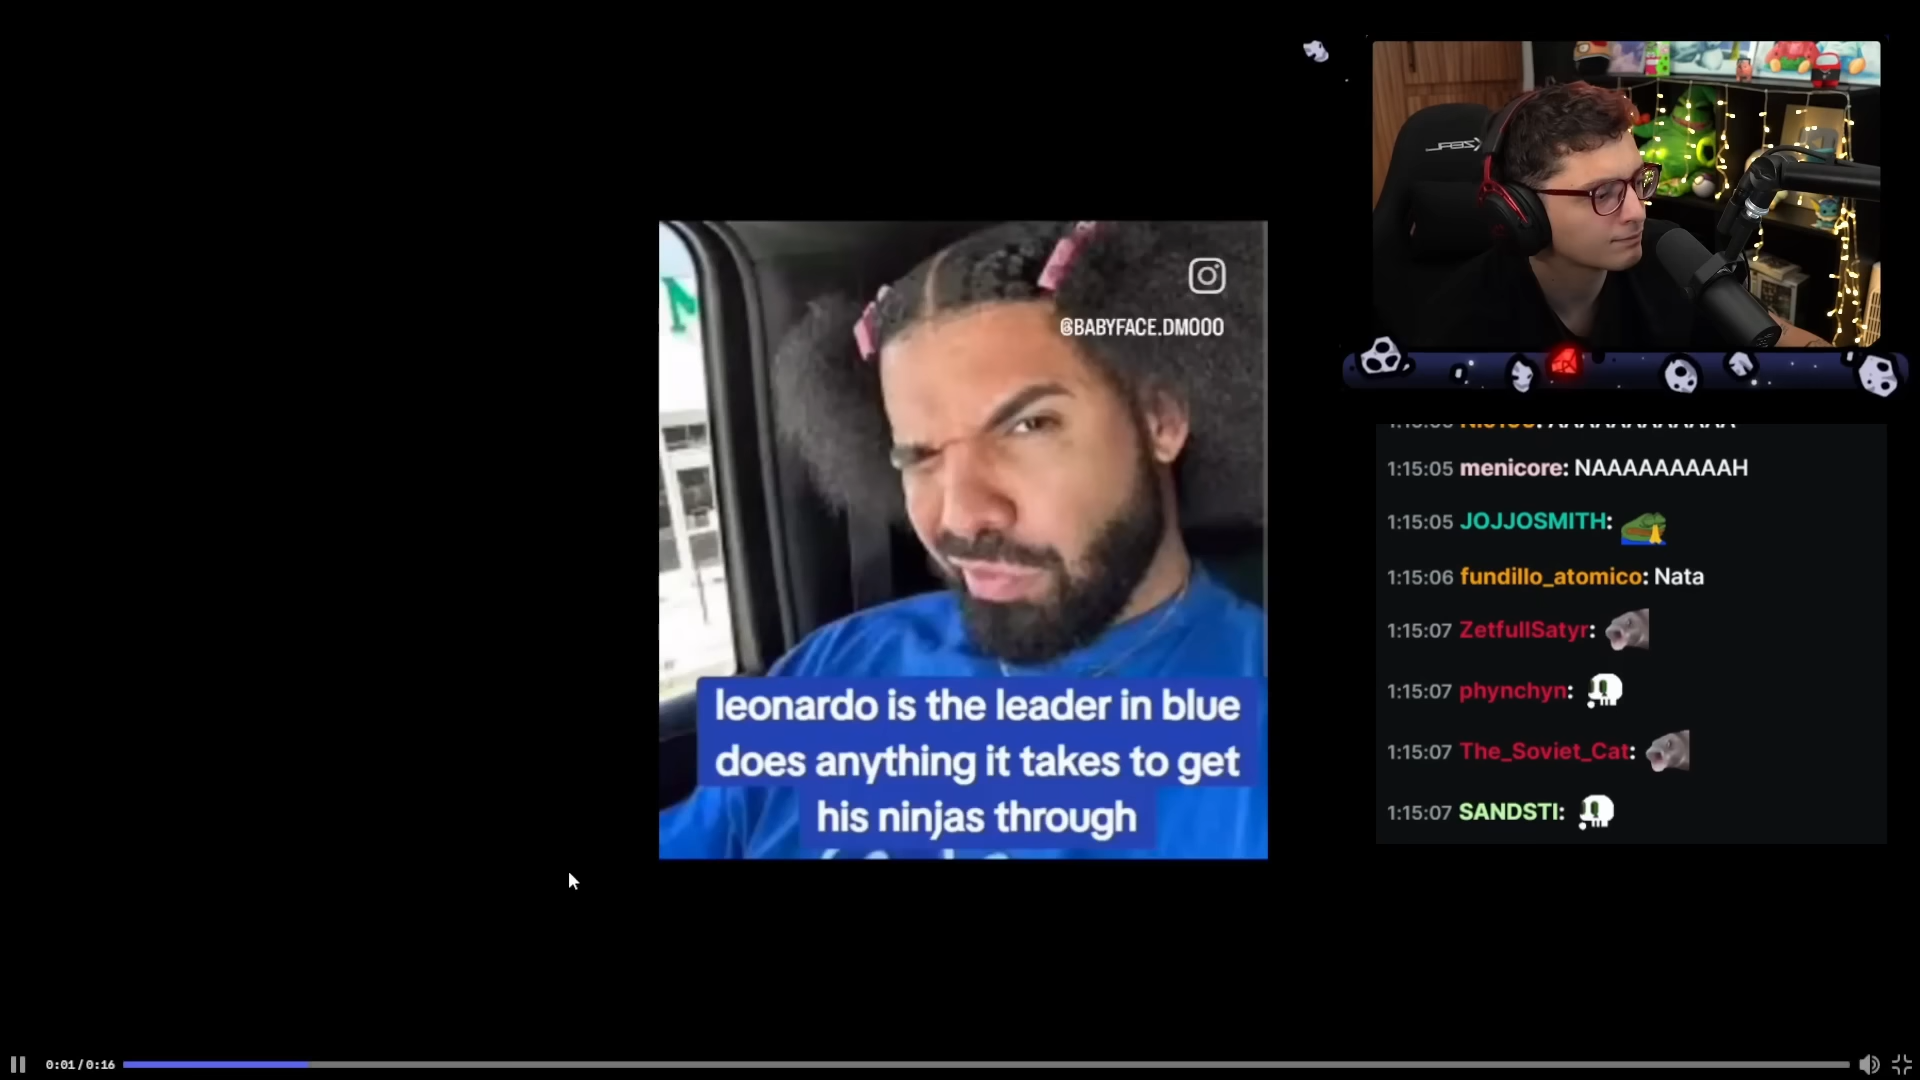 @BABYFACE.DMOOO
leonardo is the leader in blue
does anything it takes to get
his ninjas through
1:15:05 menicore: NAAAAAAAAAH
1:15:05 JOJJOSMITH:
1:15:06 fundillo_atomico: Nata
1:15:07 ZetfullSatyr:
1:15:07 phynchyn:
1:15:07 The_Soviet_Cat:
1:15:07 SANDSTI:
0:01 / 0:16